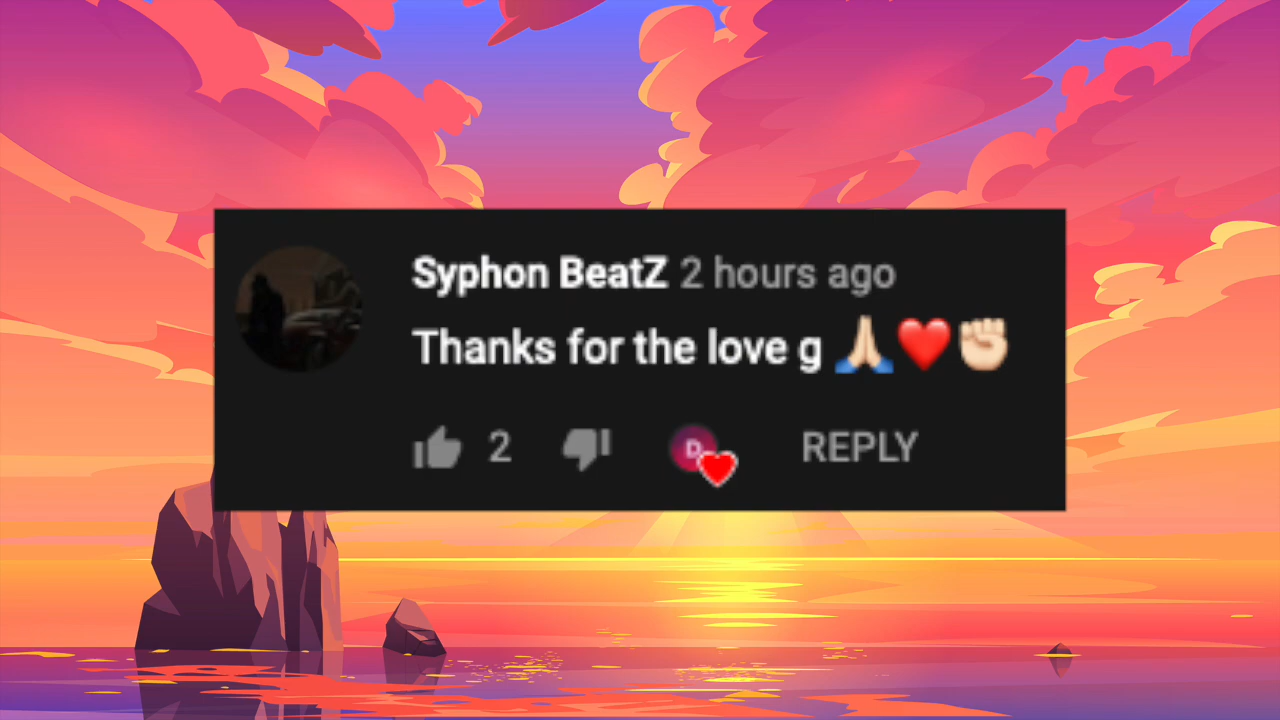 Syphon BeatZ 2 hours ago
Thanks for the love g 🙏🏻❤️✊🏻
2 D REPLY